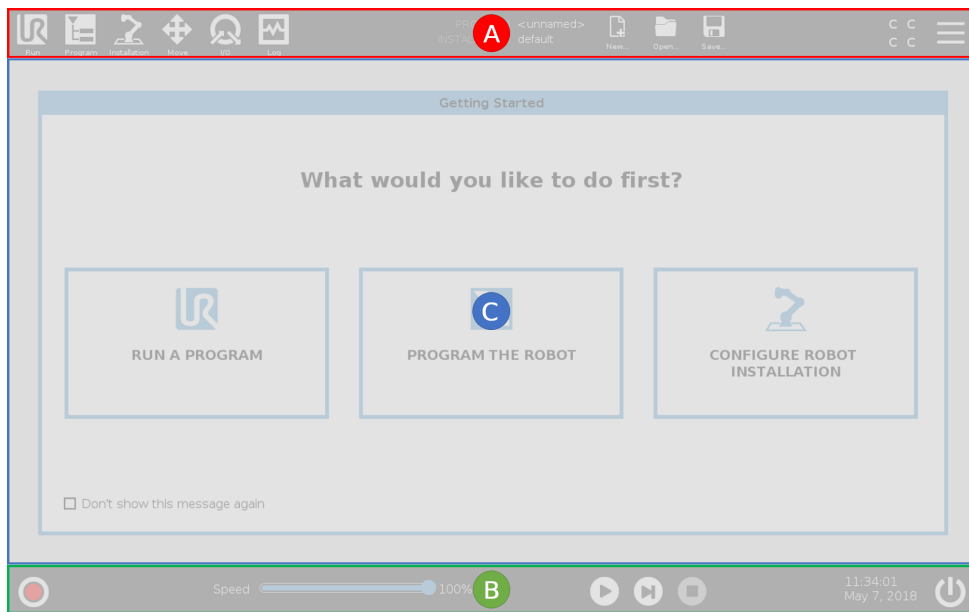 Run Program Installation Move I/O Log
<unnamed>
default
New... Open... Save...
C C
C C
A
Getting Started
What would you like to do first?
C
RUN A PROGRAM
PROGRAM THE ROBOT
CONFIGURE ROBOT
INSTALLATION
Don't show this message again
Speed 100%
B
11:34:01
May 7, 2018